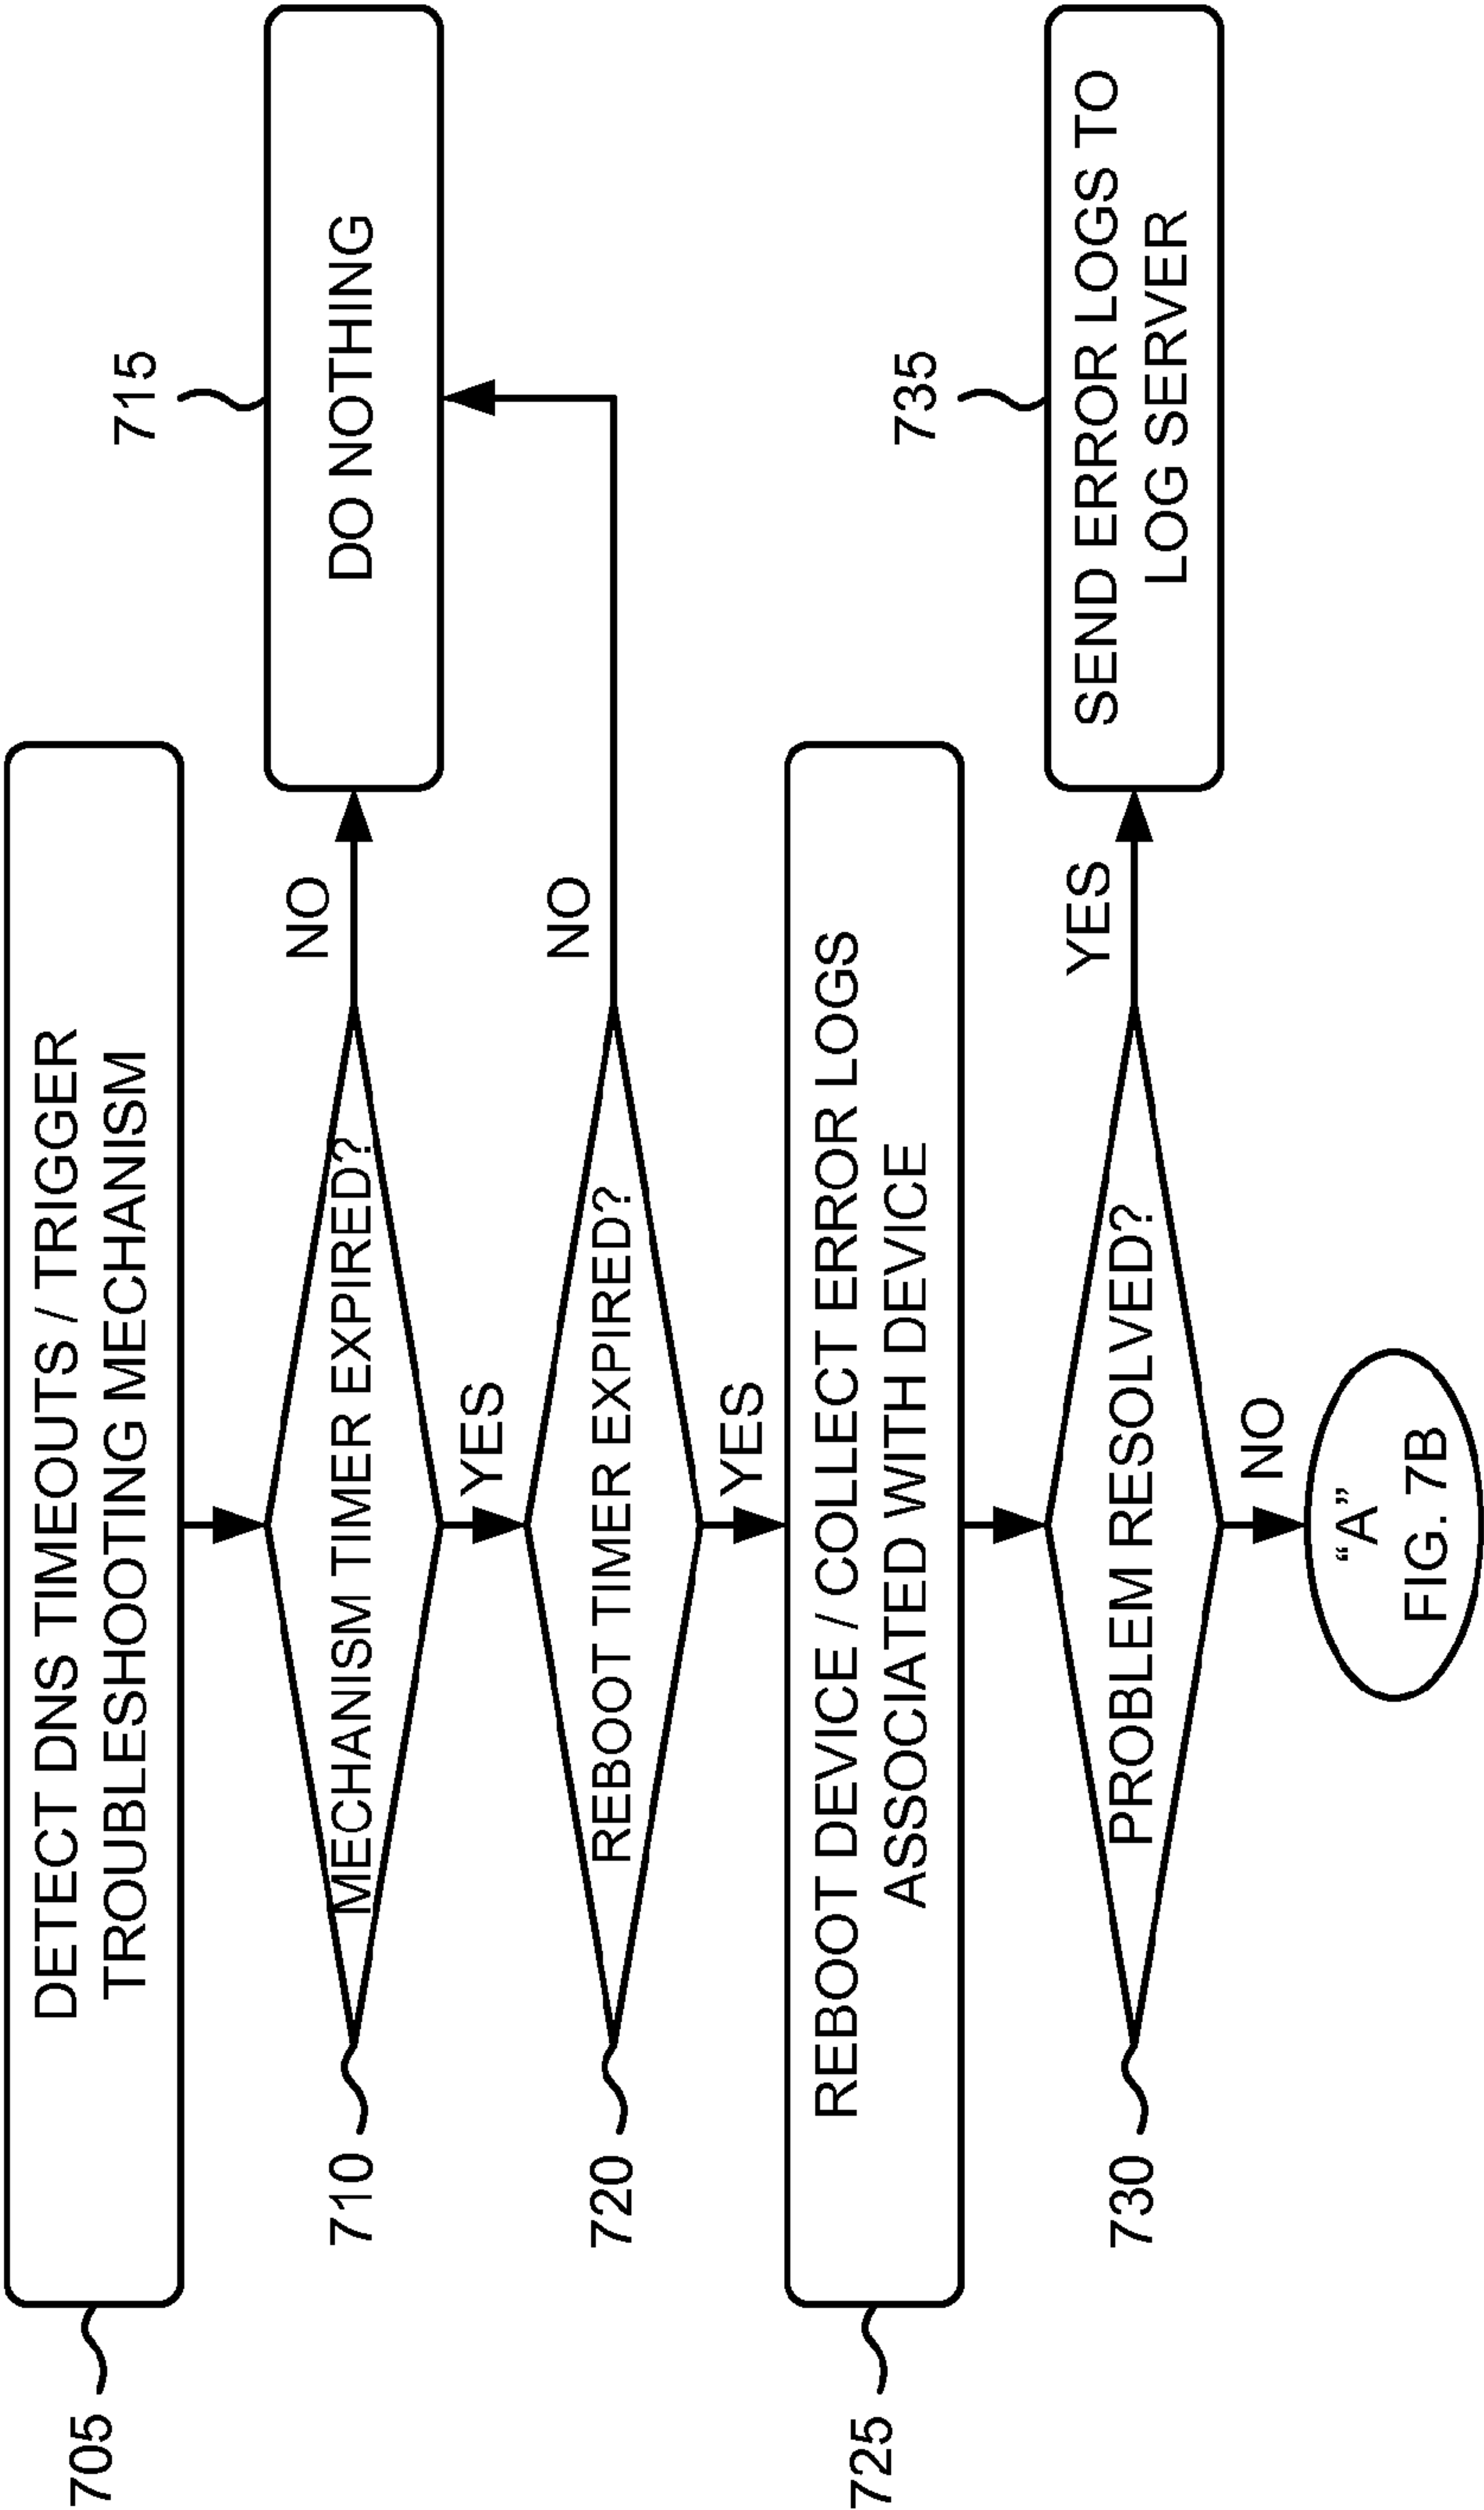 705
DETECT DNS TIMEOUTS / TRIGGER
TROUBLESHOOTING MECHANISM
710
MECHANISM TIMER EXPIRED?
NO
715
DO NOTHING
YES
720
REBOOT TIMER EXPIRED?
NO
YES
725
REBOOT DEVICE / COLLECT ERROR LOGS
ASSOCIATED WITH DEVICE
730
PROBLEM RESOLVED?
YES
735
SEND ERROR LOGS TO
LOG SERVER
NO
“A”
FIG. 7B